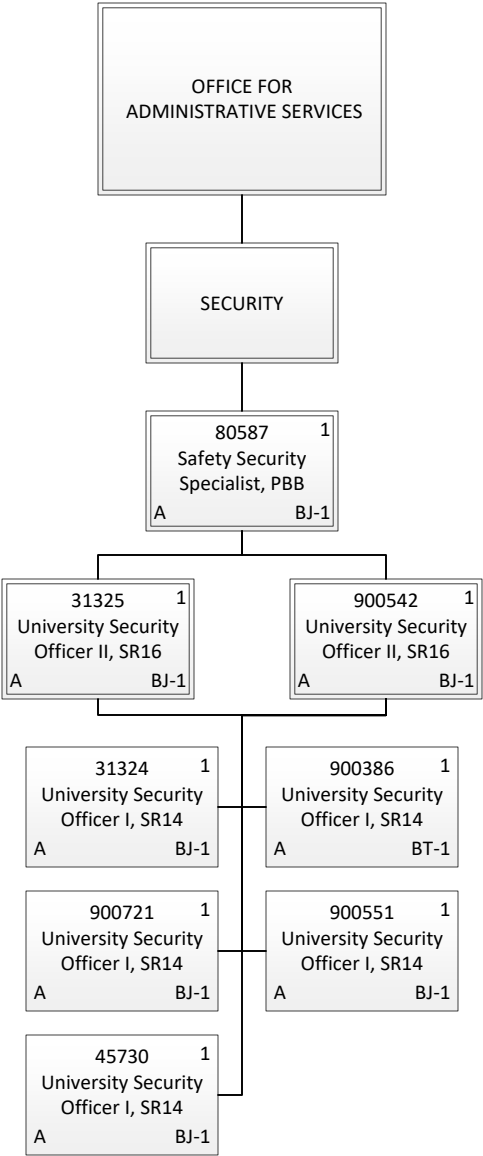 OFFICE FOR
ADMINISTRATIVE SERVICES
SECURITY
80587 1
Safety Security
Specialist, PBB
A BJ-1
31325 1
University Security
Officer II, SR16
A BJ-1
900542 1
University Security
Officer II, SR16
A BJ-1
31324 1
University Security
Officer I, SR14
A BJ-1
900386 1
University Security
Officer I, SR14
A BT-1
900721 1
University Security
Officer I, SR14
A BJ-1
900551 1
University Security
Officer I, SR14
A BJ-1
45730 1
University Security
Officer I, SR14
A BJ-1